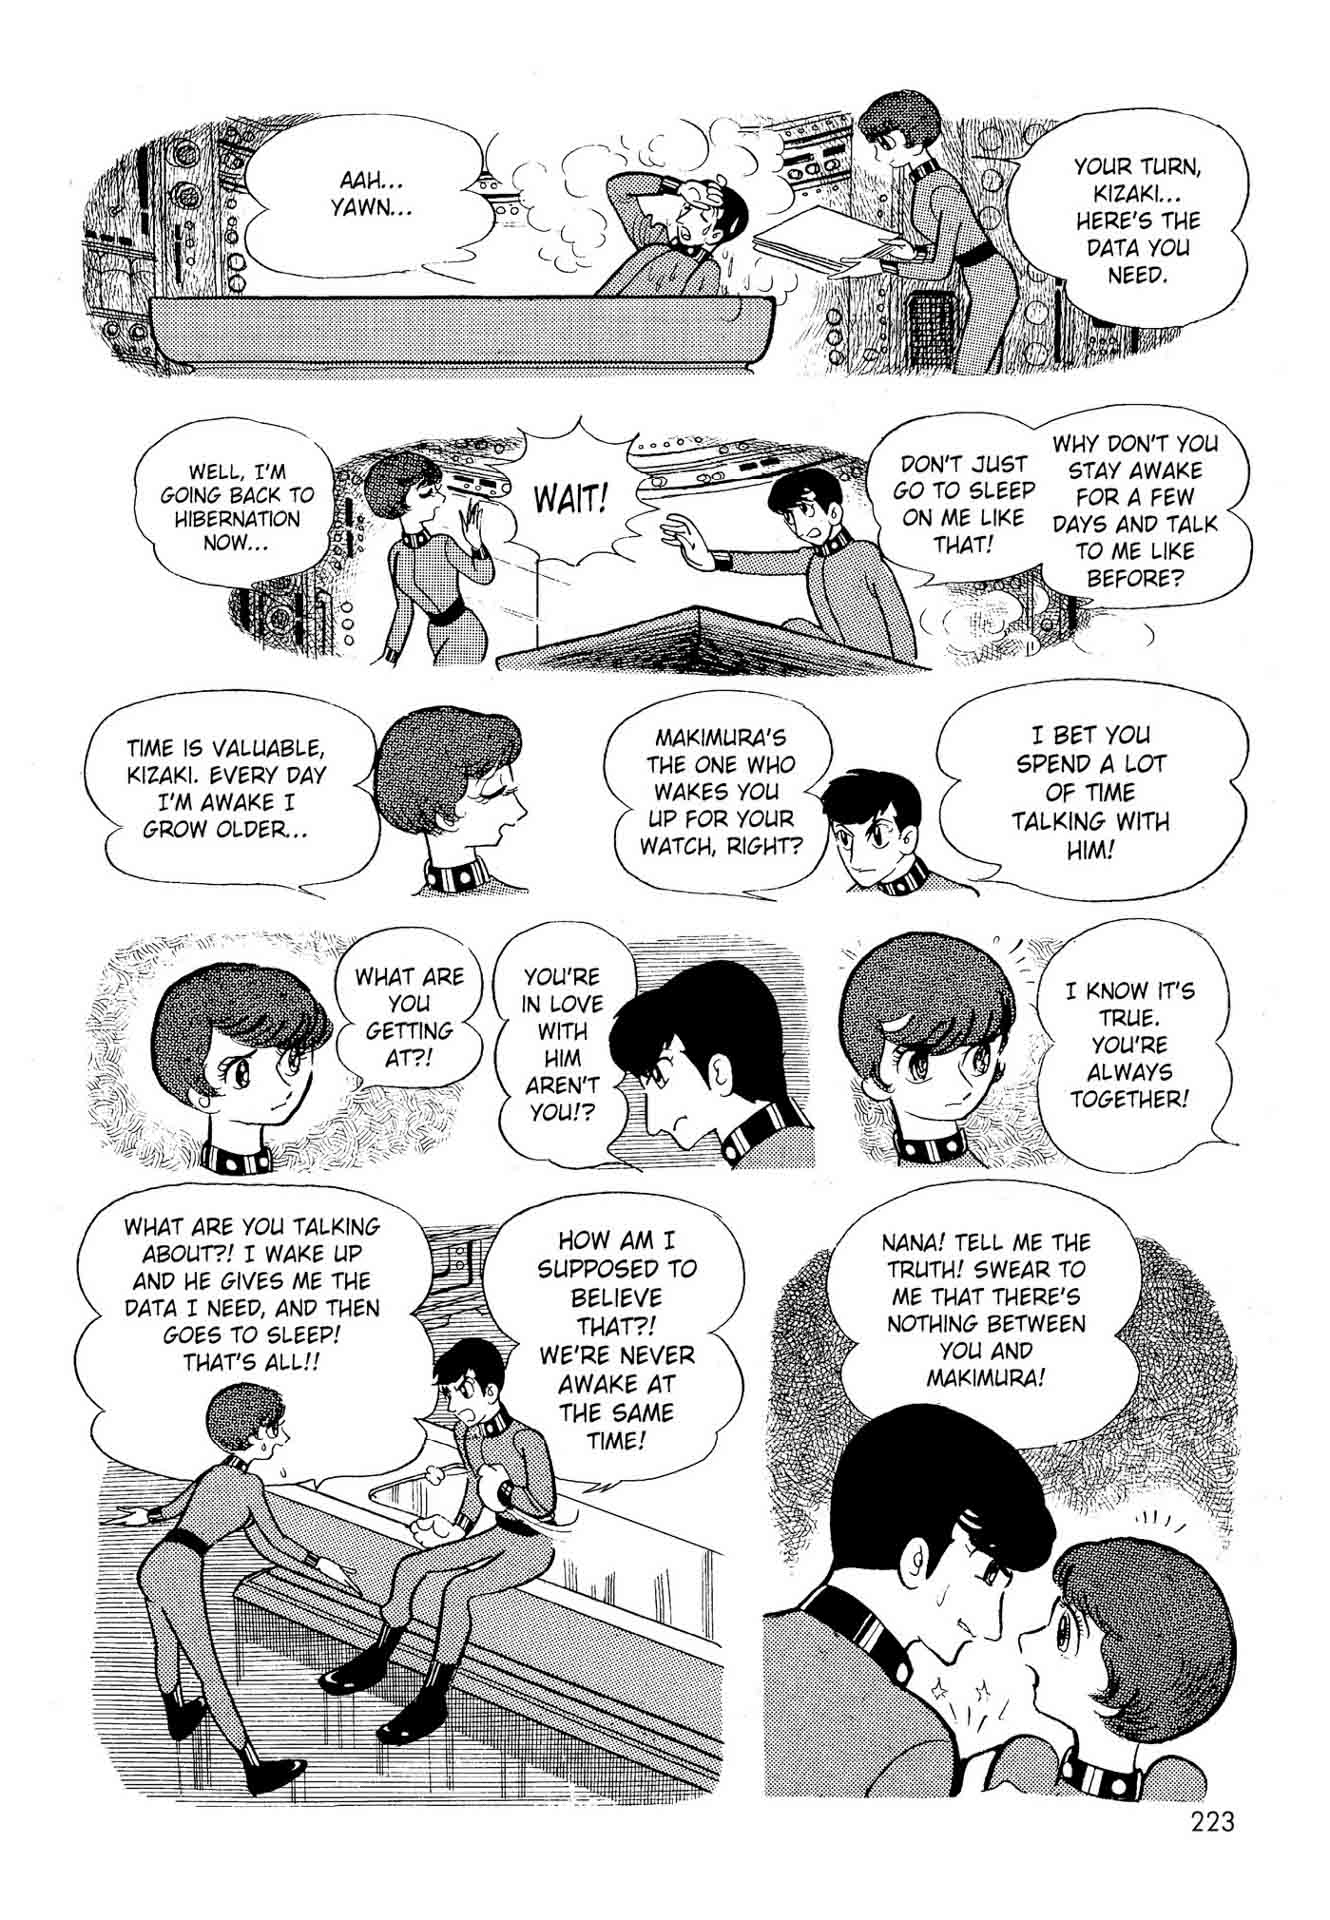 AAH...
YAWN...
YOUR TURN,
KIZAKI...
HERE'S THE
DATA YOU
NEED.
WELL, I'M
GOING BACK TO
HIBERNATION
NOW...
WAIT!
DON'T JUST
GO TO SLEEP
ON ME LIKE
THAT!
WHY DON'T YOU
STAY AWAKE
FOR A FEW
DAYS AND TALK
TO ME LIKE
BEFORE?
TIME IS VALUABLE,
KIZAKI. EVERY DAY
I'M AWAKE I
GROW OLDER...
MAKIMURA'S
THE ONE WHO
WAKES YOU
UP FOR YOUR
WATCH, RIGHT?
I BET YOU
SPEND A LOT
OF TIME
TALKING WITH
HIM!
WHAT ARE
YOU
GETTING
AT?!
YOU'RE
IN LOVE
WITH
HIM
AREN'T
YOU!?
I KNOW IT'S
TRUE.
YOU'RE
ALWAYS
TOGETHER!
WHAT ARE YOU TALKING
ABOUT?! I WAKE UP
AND HE GIVES ME THE
DATA I NEED, AND THEN
GOES TO SLEEP!
THAT'S ALL!!
HOW AM I
SUPPOSED TO
BELIEVE
THAT?!
WE'RE NEVER
AWAKE AT
THE SAME
TIME!
NANA! TELL ME THE
TRUTH! SWEAR TO
ME THAT THERE'S
NOTHING BETWEEN
YOU AND
MAKIMURA!
223